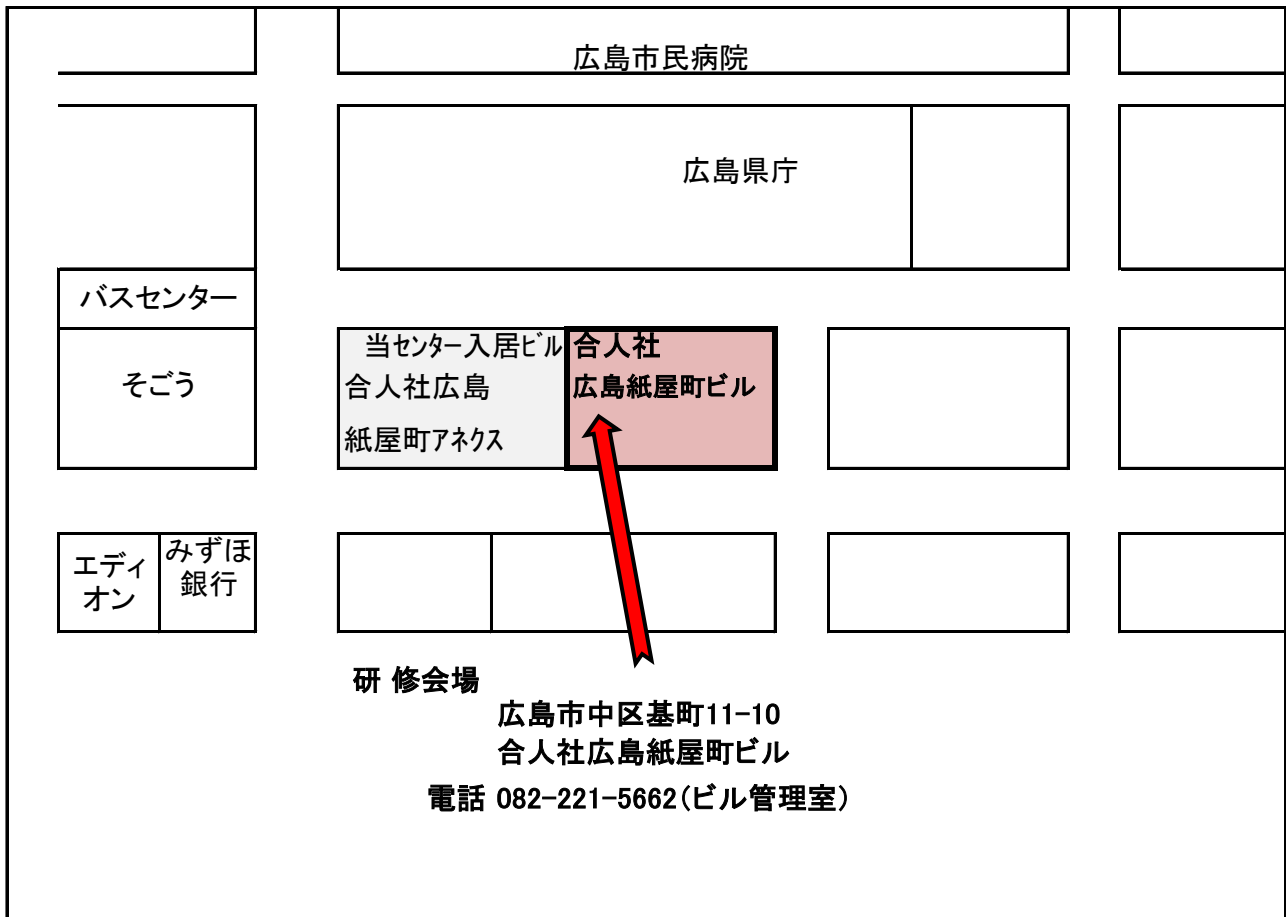 広島市民病院
広島県庁
バスセンター
そごう
当センター入居ビル
合人社広島
紙屋町アネクス
合人社
広島紙屋町ビル
エディ
オン
みずほ
銀行
研 修会場
広島市中区基町11-10
合人社広島紙屋町ビル
電話 082-221-5662(ビル管理室)